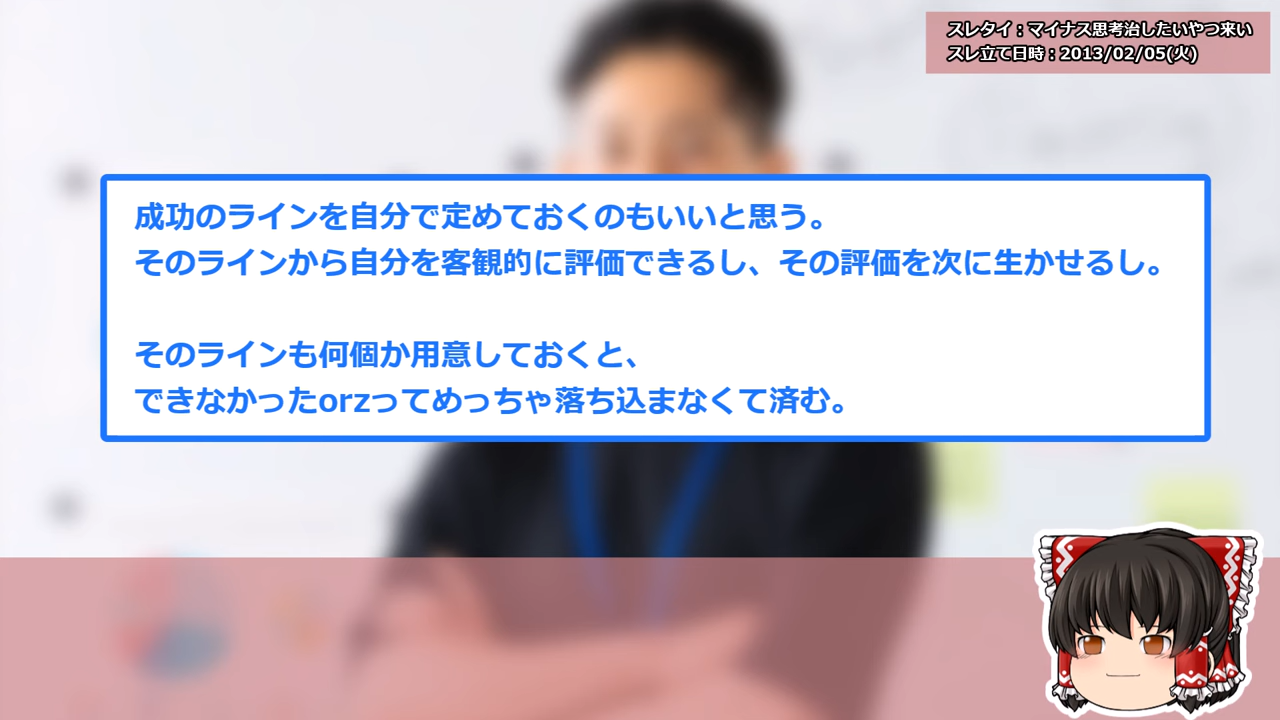 スレタイ：マイナス思考治したいやつ来い
スレ立て日時：2013/02/05(火)
成功のラインを自分で定めておくのもいいと思う。
そのラインから自分を客観的に評価できるし、その評価を次に生かせるし。
そのラインも何個か用意しておくと、
できなかったorzってめっちゃ落ち込まなくて済む。